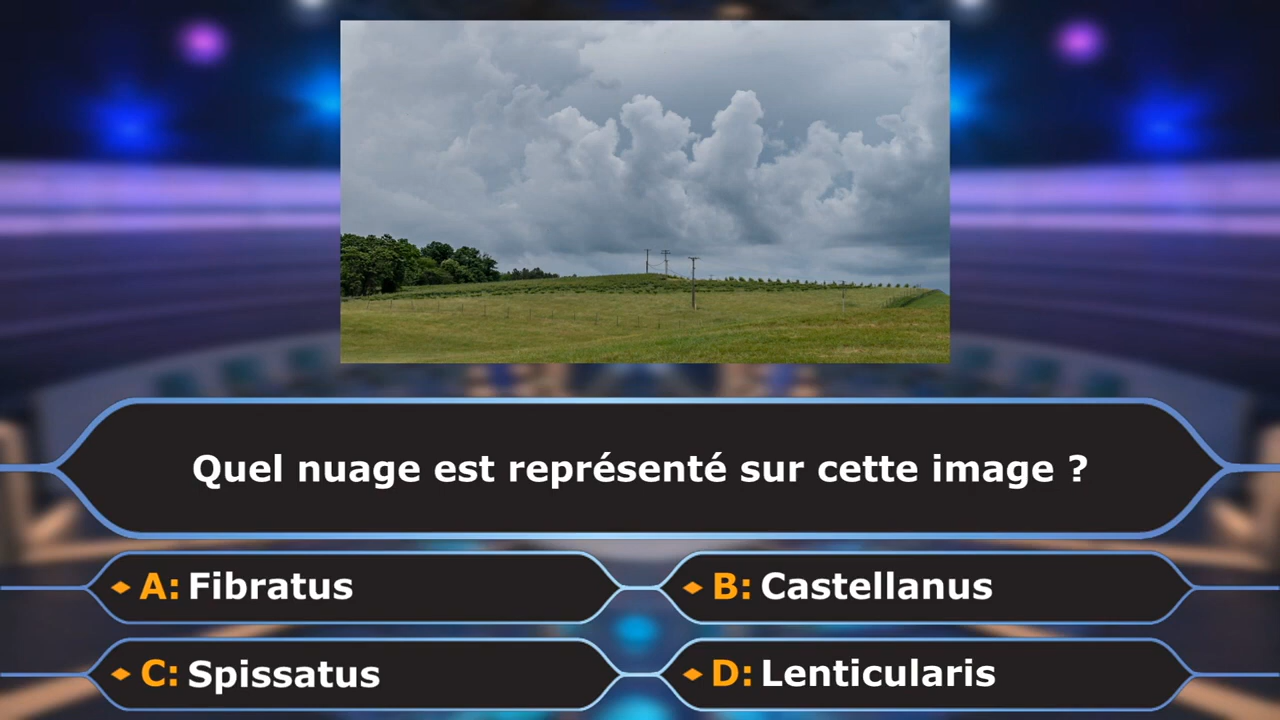 Quel nuage est représenté sur cette image ?
A: Fibratus
B: Castellanus
C: Spissatus
D: Lenticularis